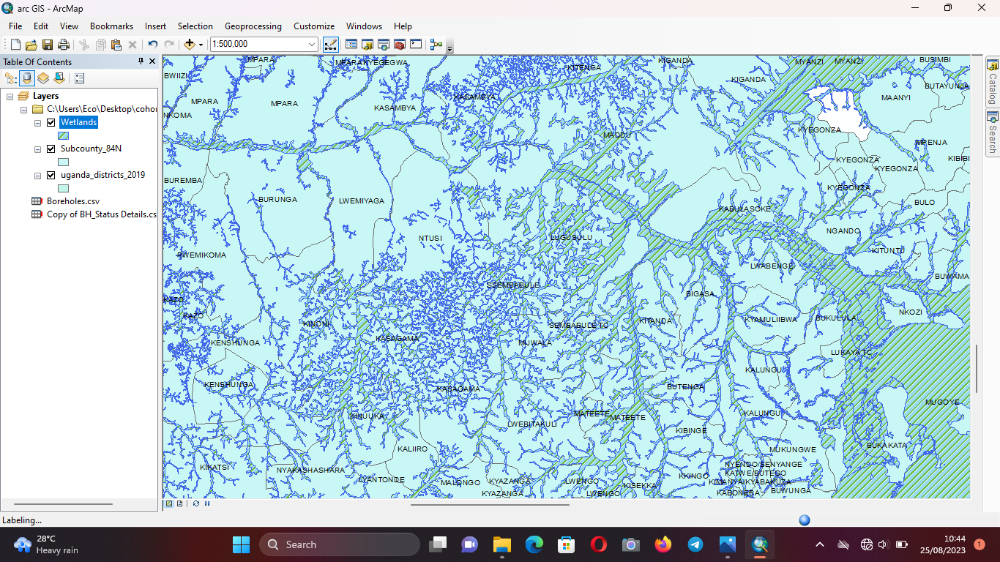 arc GIS - ArcMap
File Edit View Bookmarks Insert Selection Geoprocessing Customize Windows Help
1:500,000
Table Of Contents
Layers
C:\Users\Eco\Desktop\cohor
Wetlands
Subcounty_84N
uganda_districts_2019
Boreholes.csv
Copy of BH_Status Details.cs
MPARA MPARA KYEGEGWA KITENGA KIGANDA MYANZI MYANZI BUSIMBI
BWIIZI KIGANDA BUTAYUNJA
MPARA MPARA KASAMBYA KASAMBYA MAANYI
NKOMA MADDU KYEGONZA MPENJA
KYEGONZA KIBIBI
KYEGONZA
BUREMBA KYEGONZA
BURUNGA LWEMIYAGA KABULASOKE BULO
NTUSI LUGUSULU NGANDO
RWEMIKOMA KITUNTU
LWABENGE BUWAMA
SSEMBABULE
KAZO BIGASA
KAZO NKOZI
KINONI SEMBABULE TC KITANDA KYAMULIIBWA BUKULULA
KENSHUNGA KASAGAMA MIJWALA
LUKAYA TC
KENSHUNGA KALUNGU
KASAGAMA BUTENGA
MUGOYE
KINUUKA LWEBITAKULI MATEETE MATEETE KALUNGU
KIBINGE
KALIIRO MUKUNGWE BUKAKATA
KIKATSI NYAKASHASHARA NYENDO/SENYANGE
KATWE/BUTEGO
LYANTONDE MALONGO KYAZANGA LWENGO KISEKKA KKINGO KIMANYA/KYABAKUZA
KYAZANGA LWENGO KABONERA BUWUNGA
Catalog
Search
Labeling...
28°C
Heavy rain
Search
10:44
25/08/2023
1